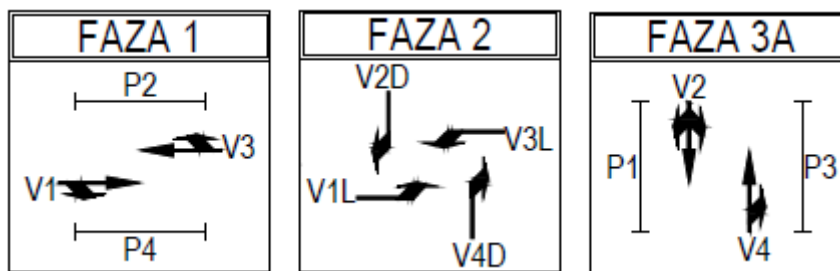 FAZA 1
P2
V3
V1
P4
FAZA 2
V2D
V3L
V1L
V4D
FAZA 3A
V2
P1
P3
V4